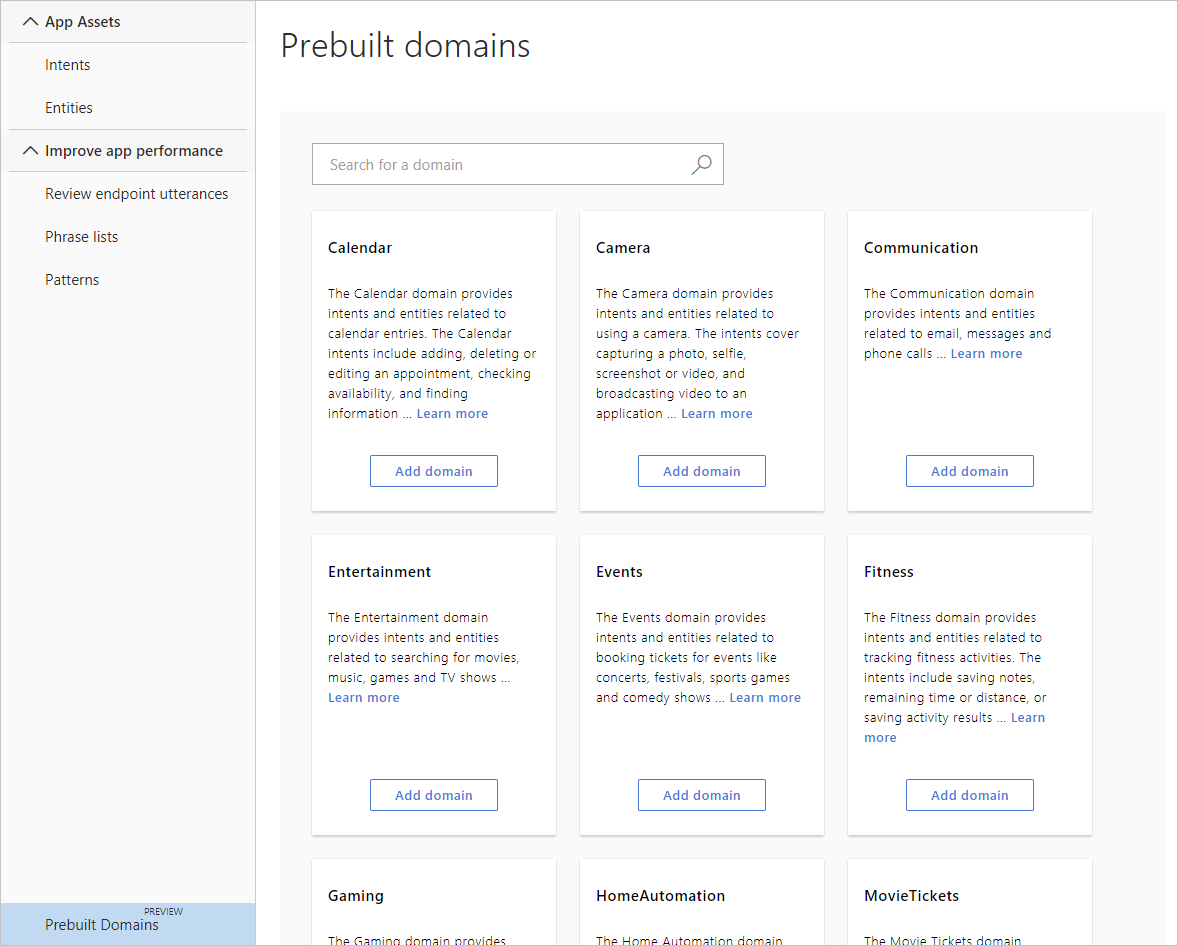 App Assets
Intents
Entities
Improve app performance
Review endpoint utterances
Phrase lists
Patterns
PREVIEW
Prebuilt Domains
Prebuilt domains
Search for a domain
Calendar
The Calendar domain provides
intents and entities related to
calendar entries. The Calendar
intents include adding, deleting or
editing an appointment, checking
availability, and finding
information ... Learn more
Add domain
Camera
The Camera domain provides
intents and entities related to
using a camera. The intents cover
capturing a photo, selfie,
screenshot or video, and
broadcasting video to an
application ... Learn more
Add domain
Communication
The Communication domain
provides intents and entities
related to email, messages and
phone calls ... Learn more
Add domain
Entertainment
The Entertainment domain
provides intents and entities
related to searching for movies,
music, games and TV shows ...
Learn more
Add domain
Events
The Events domain provides
intents and entities related to
booking tickets for events like
concerts, festivals, sports games
and comedy shows ... Learn more
Add domain
Fitness
The Fitness domain provides
intents and entities related to
tracking fitness activities. The
intents include saving notes,
remaining time or distance, or
saving activity results ... Learn
more
Add domain
Gaming
The Gaming domain provides
HomeAutomation
The Home Automation domain
MovieTickets
The Movie Tickets domain